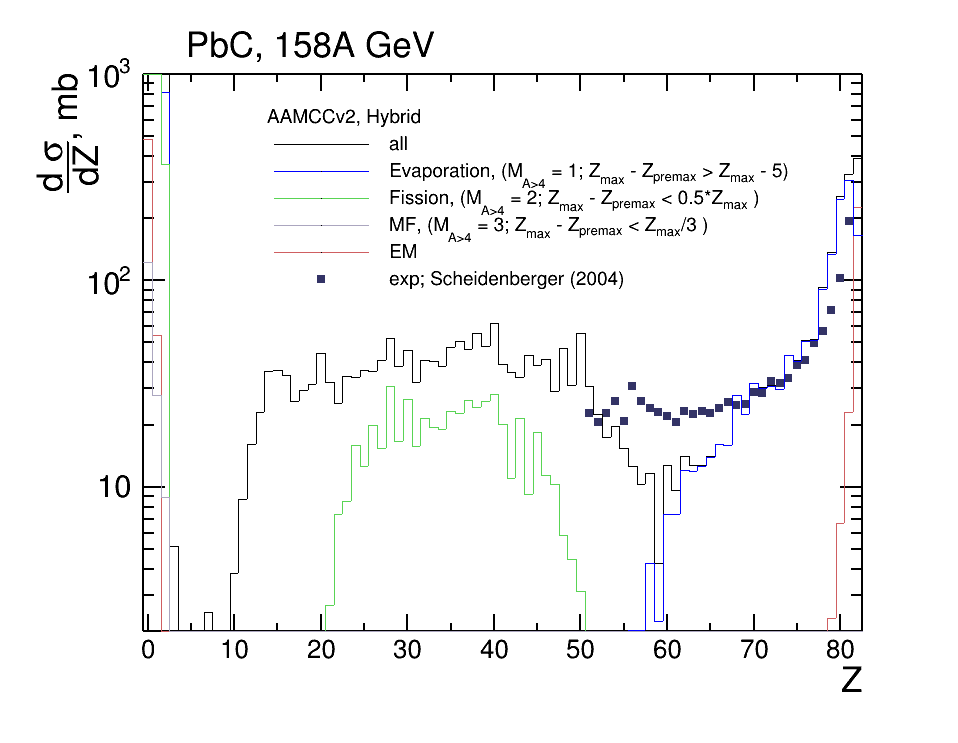 PbC, 158A GeV
dσ/dZ, mb
10³
10²
10
AAMCCv2, Hybrid
all
Evaporation, (M_A>4 = 1; Z_max - Z_premax > Z_max - 5)
Fission, (M_A>4 = 2; Z_max - Z_premax < 0.5*Z_max )
MF, (M_A>4 = 3; Z_max - Z_premax < Z_max/3 )
EM
exp; Scheidenberger (2004)
0 10 20 30 40 50 60 70 80
Z